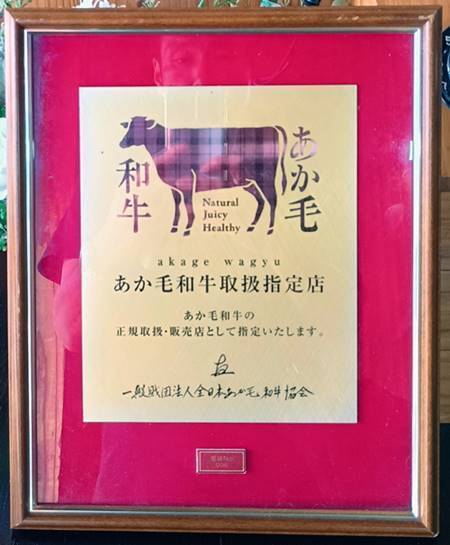 あか毛
和牛
Natural
Juicy
Healthy
akage wagyu
あか毛和牛取扱指定店
あか毛和牛の
正規取扱・販売店として指定いたします。
一般財団法人全日本あか毛和牛協会